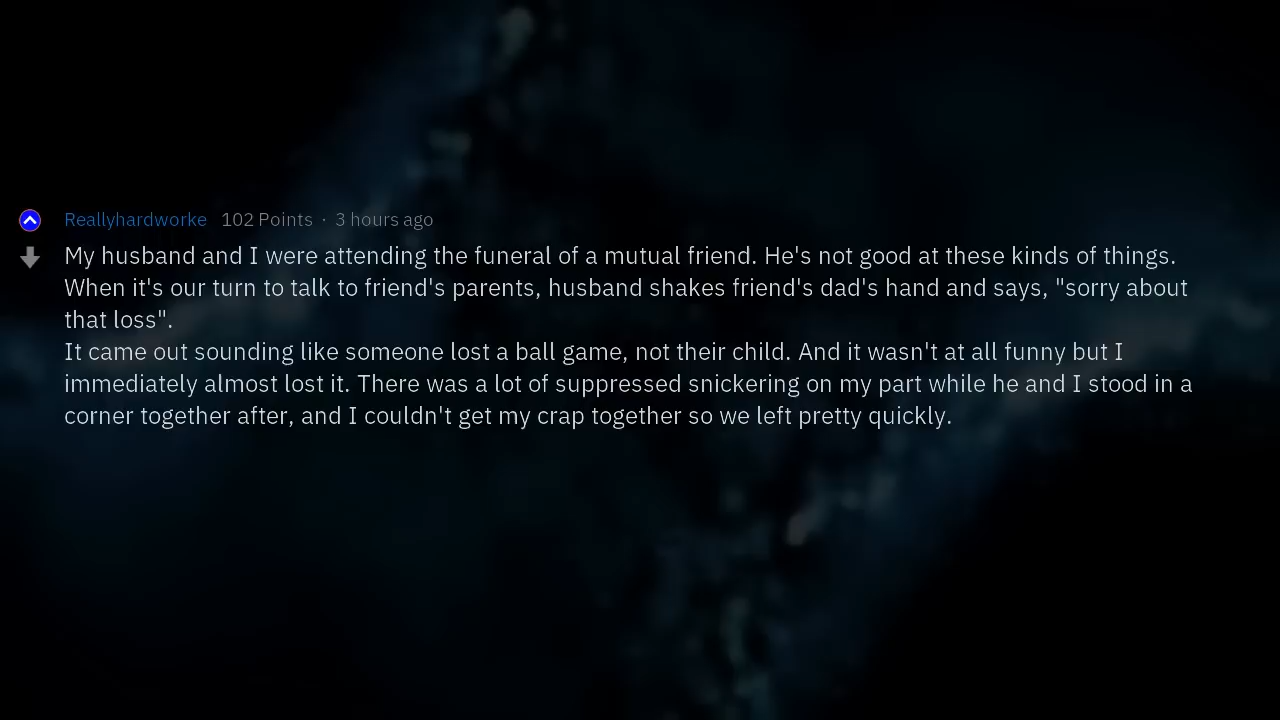 Reallyhardworke 102 Points · 3 hours ago
My husband and I were attending the funeral of a mutual friend. He's not good at these kinds of things.
When it's our turn to talk to friend's parents, husband shakes friend's dad's hand and says, "sorry about
that loss".
It came out sounding like someone lost a ball game, not their child. And it wasn't at all funny but I
immediately almost lost it. There was a lot of suppressed snickering on my part while he and I stood in a
corner together after, and I couldn't get my crap together so we left pretty quickly.